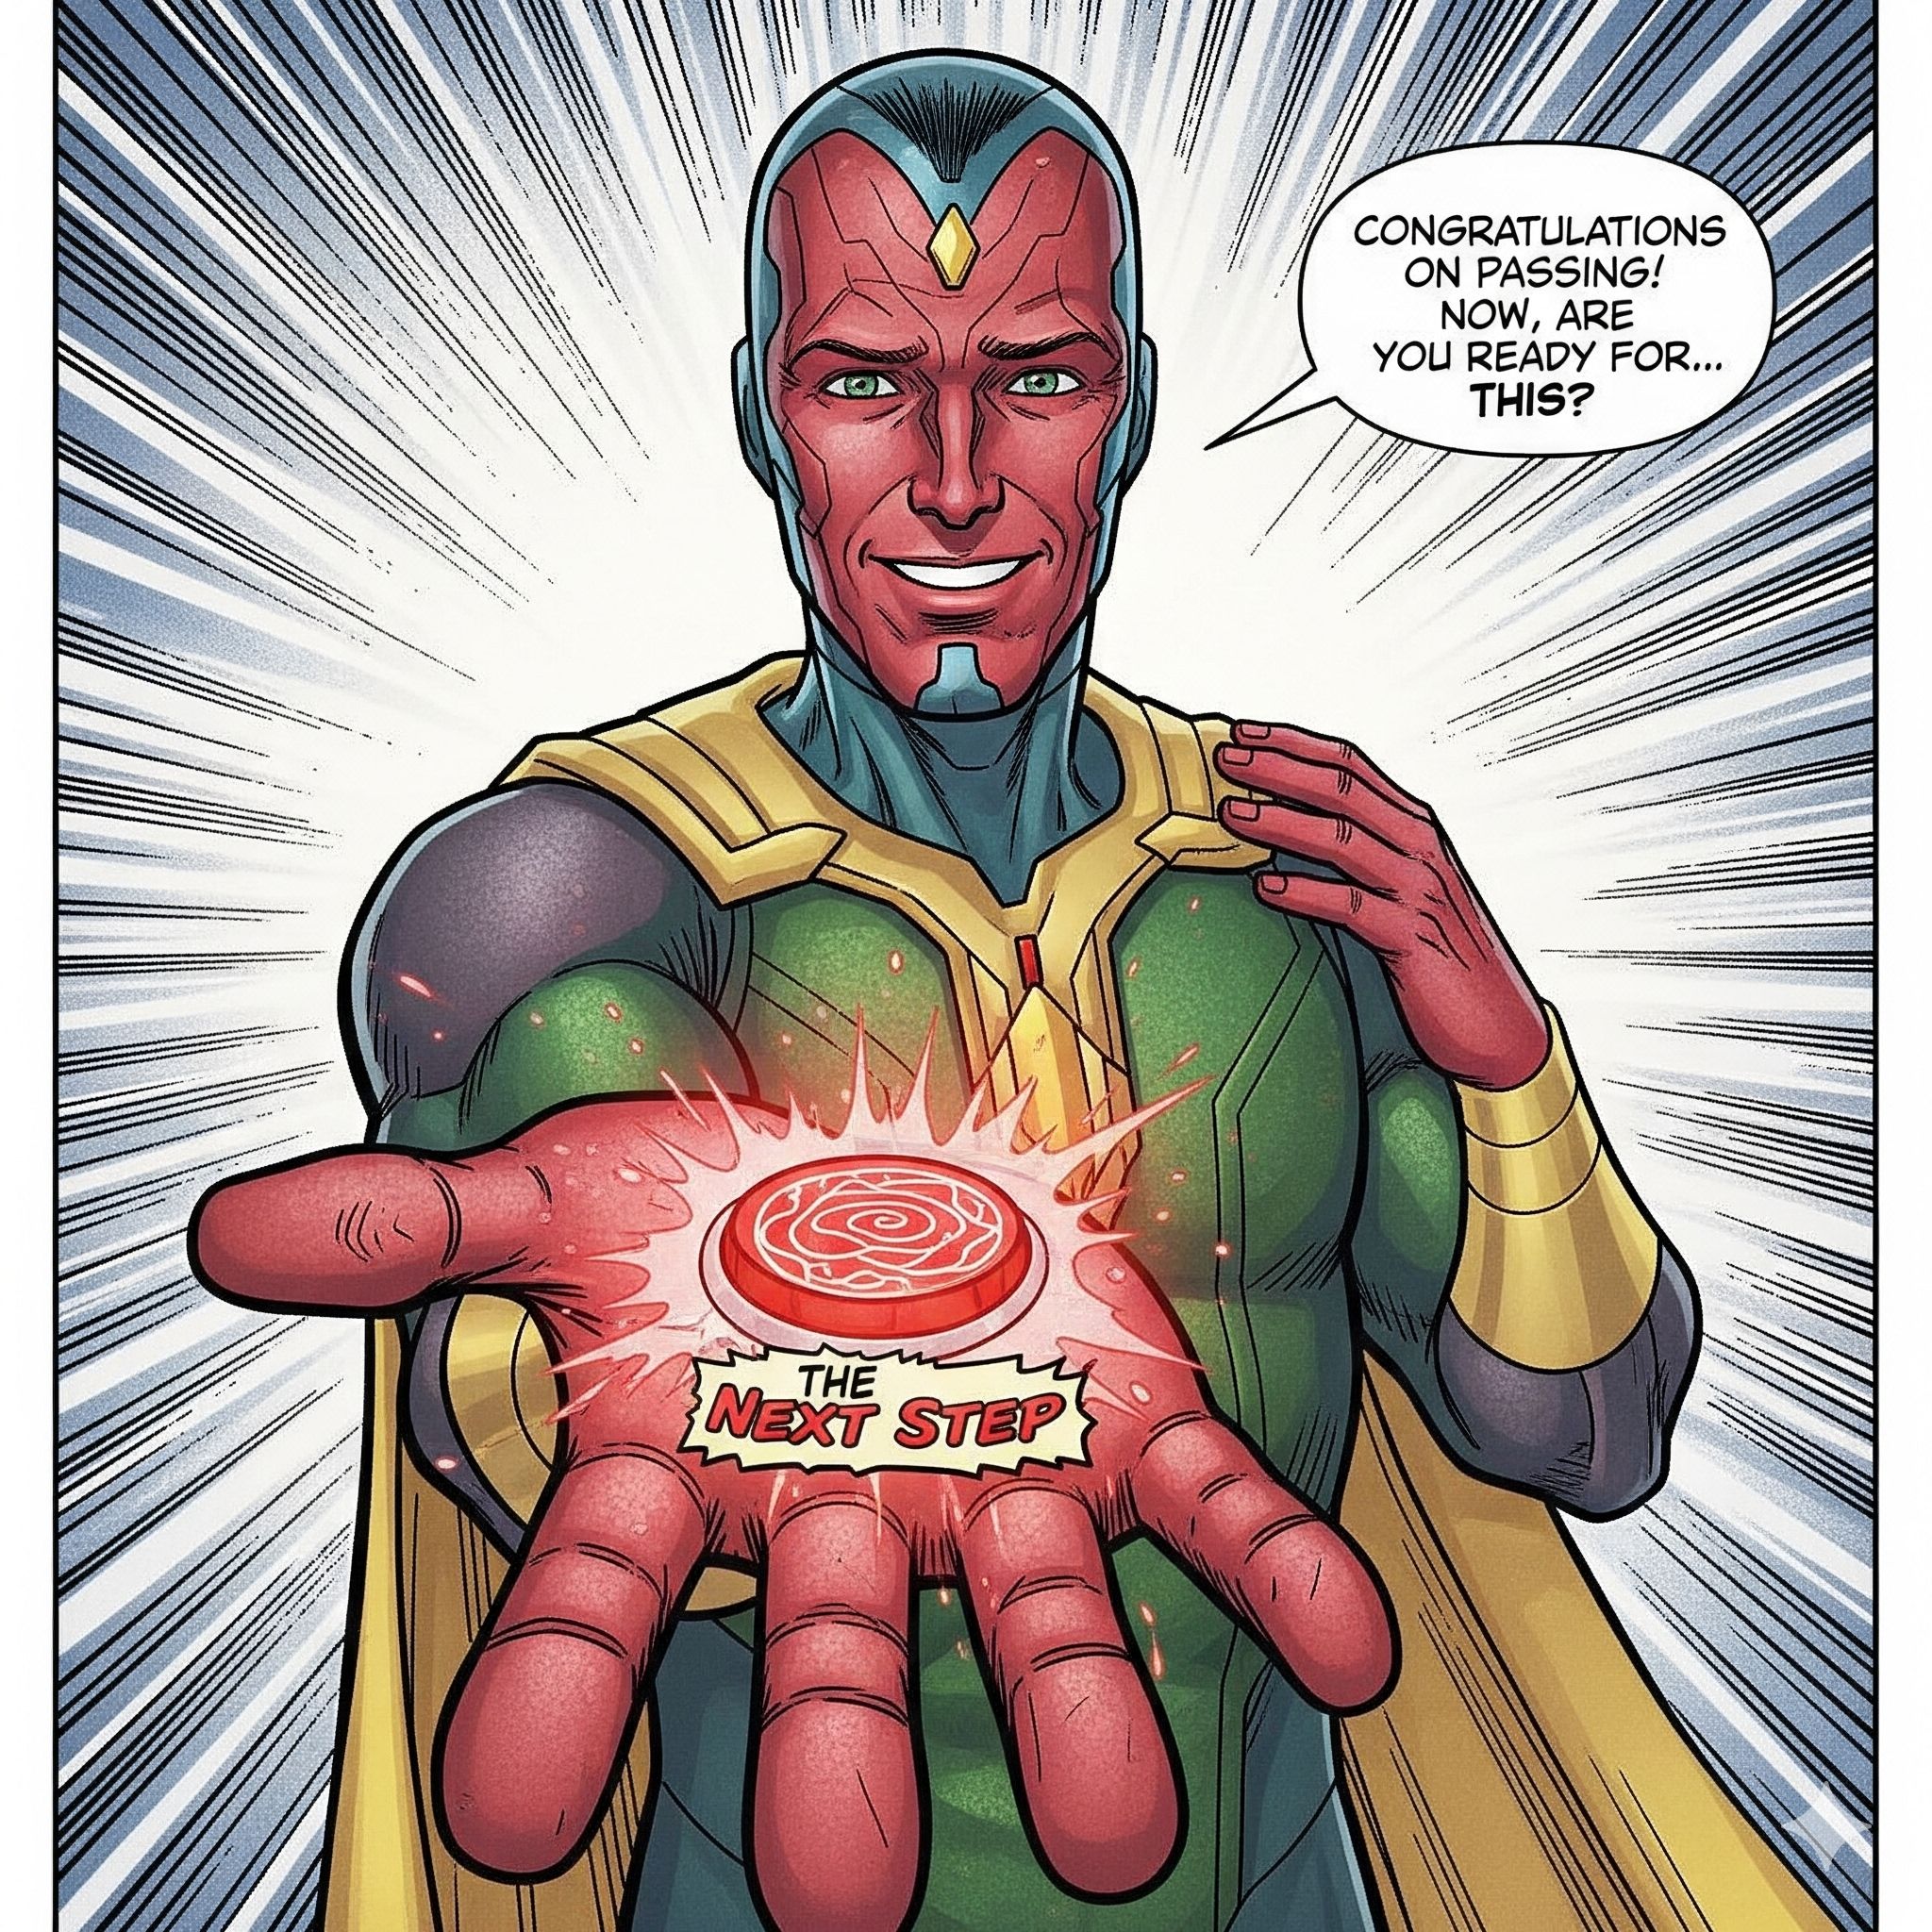 CONGRATULATIONS
ON PASSING!
NOW, ARE
YOU READY FOR...
THIS?
THE
NEXT STEP